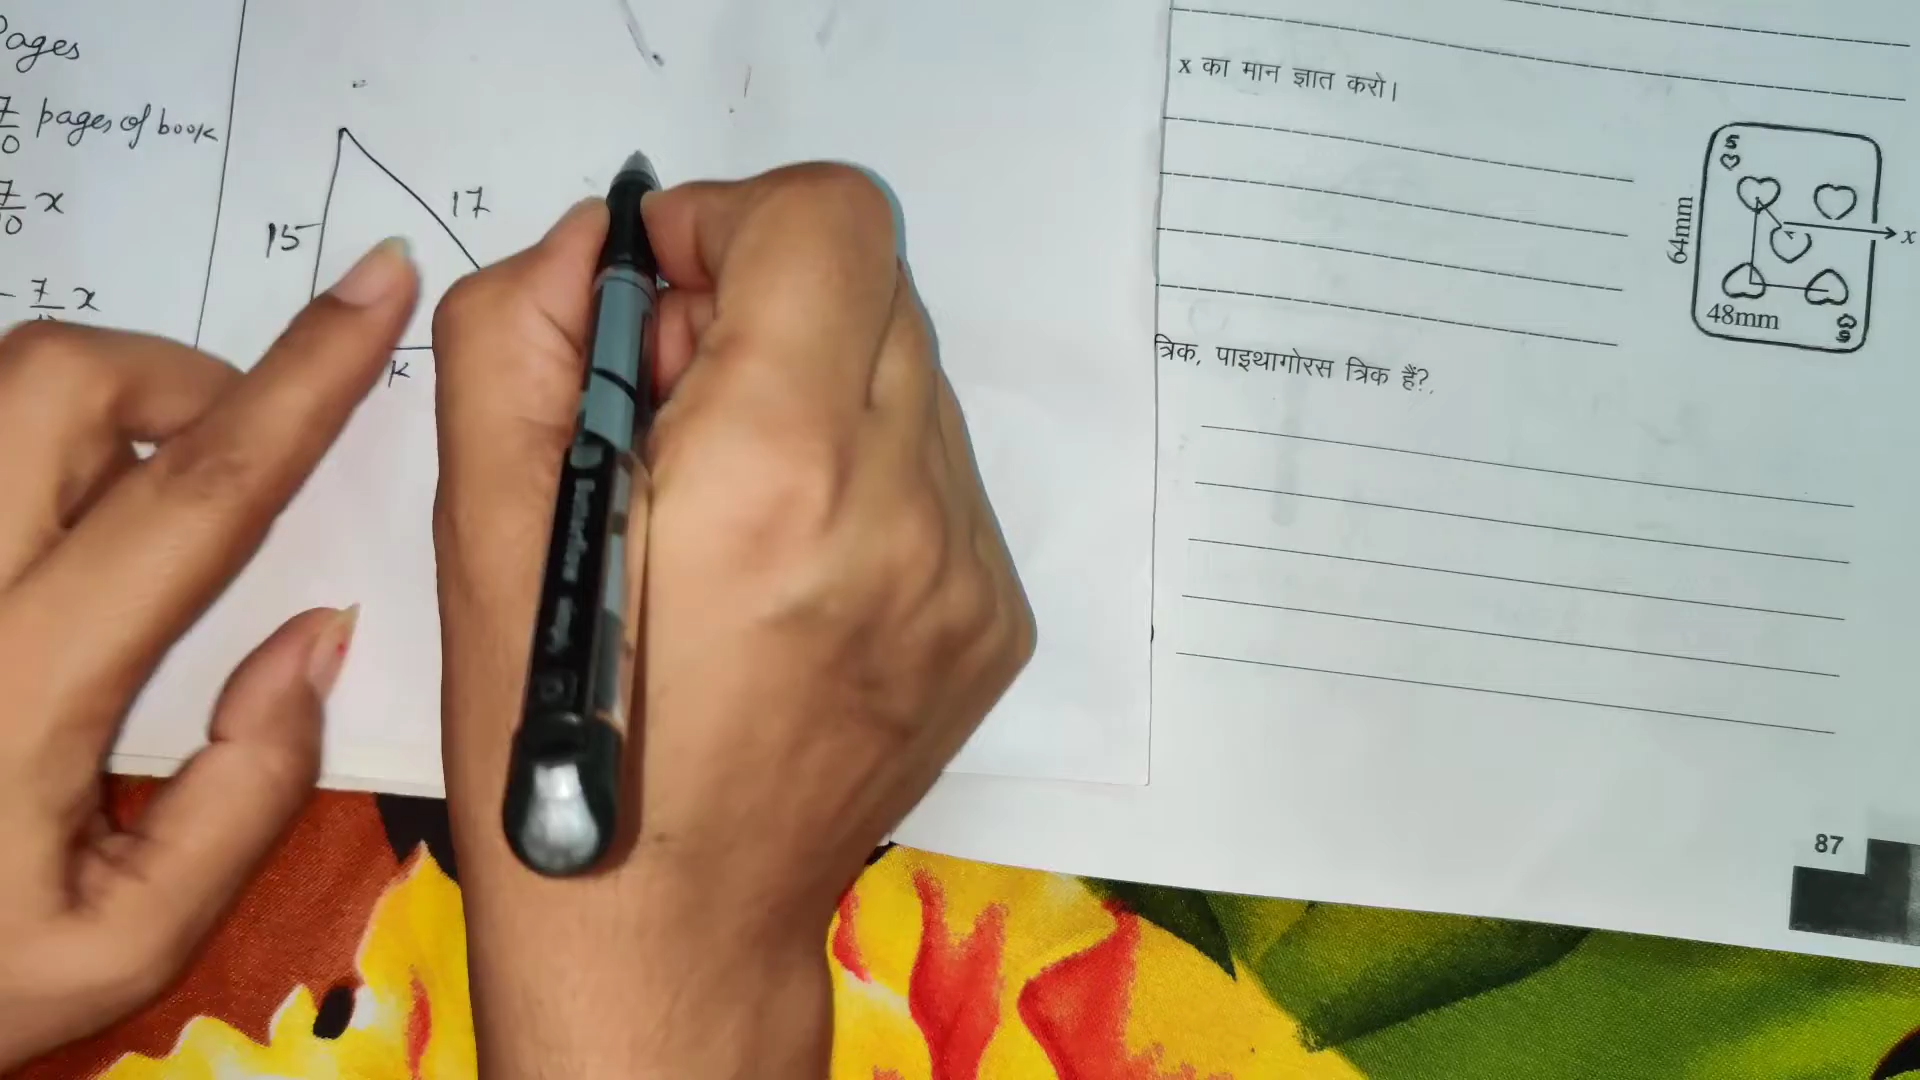 Pages
7/10 pages of book
7/10 x
- 7/10 x
15
17
K
x का मान ज्ञात करो।
5
64mm
x
48mm
5
त्रिक, पाइथागोरस त्रिक हैं?
87